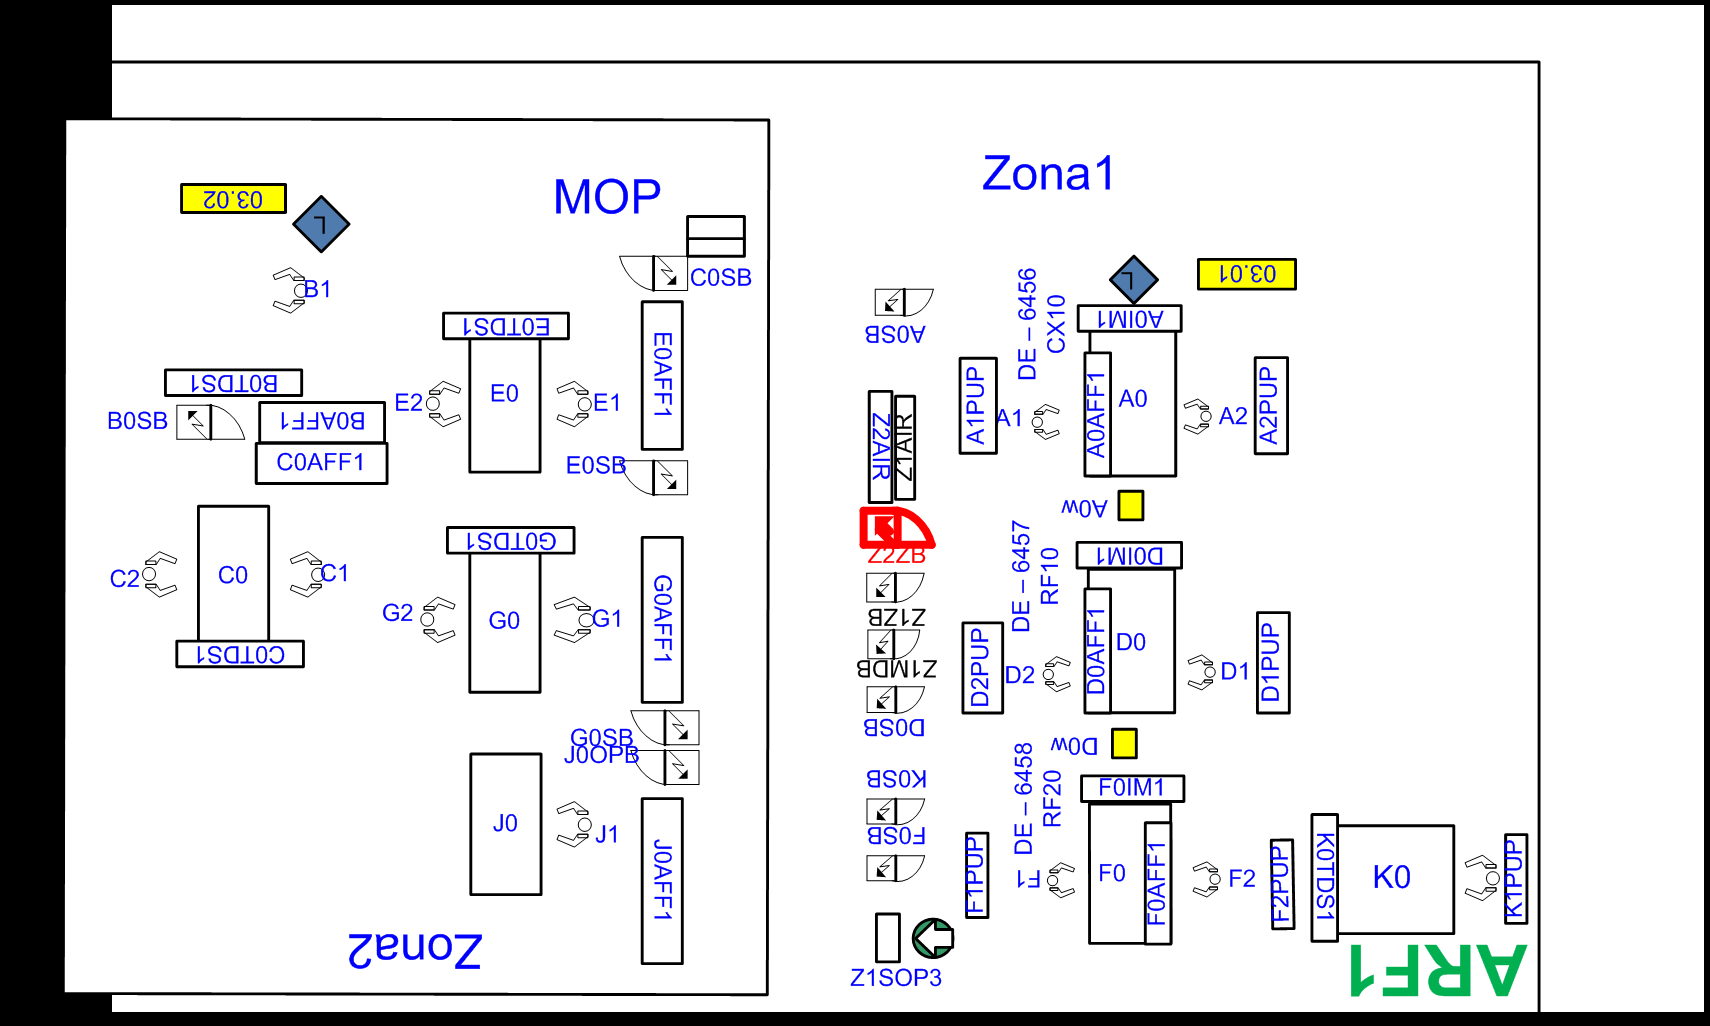 Zona1
MOP
03.02
L
C0SB
B1
03.01
L
DE – 6456
CX10
A0IM1
A0SB
E0TDS1
E0AFF1
B0TDS1
E2
E0
E1
B0SB
B0AFF1
C0AFF1
E0SB
Z2AIR
Z1AIR
A1PUP
A1
A0AFF1
A0
A2
A2PUP
A0w
Z2ZB
DE – 6457
RF10
D0IM1
G0TDS1
G0AFF1
C2
C0
C1
G2
G0
G1
C0TDS1
Z1ZB
Z1MDB
D2PUP
D2
D0AFF1
D0
D1
D1PUP
D0SB
G0SB
J0OPB
D0w
K0SB
DE – 6458
RF20
F0IM1
F0SB
J0
J1
J0AFF1
F1PUP
F1
F0
F0AFF1
F2
F2PUP
K0TDS1
K0
K1PUP
Zona2
Z1SOP3
ARF1